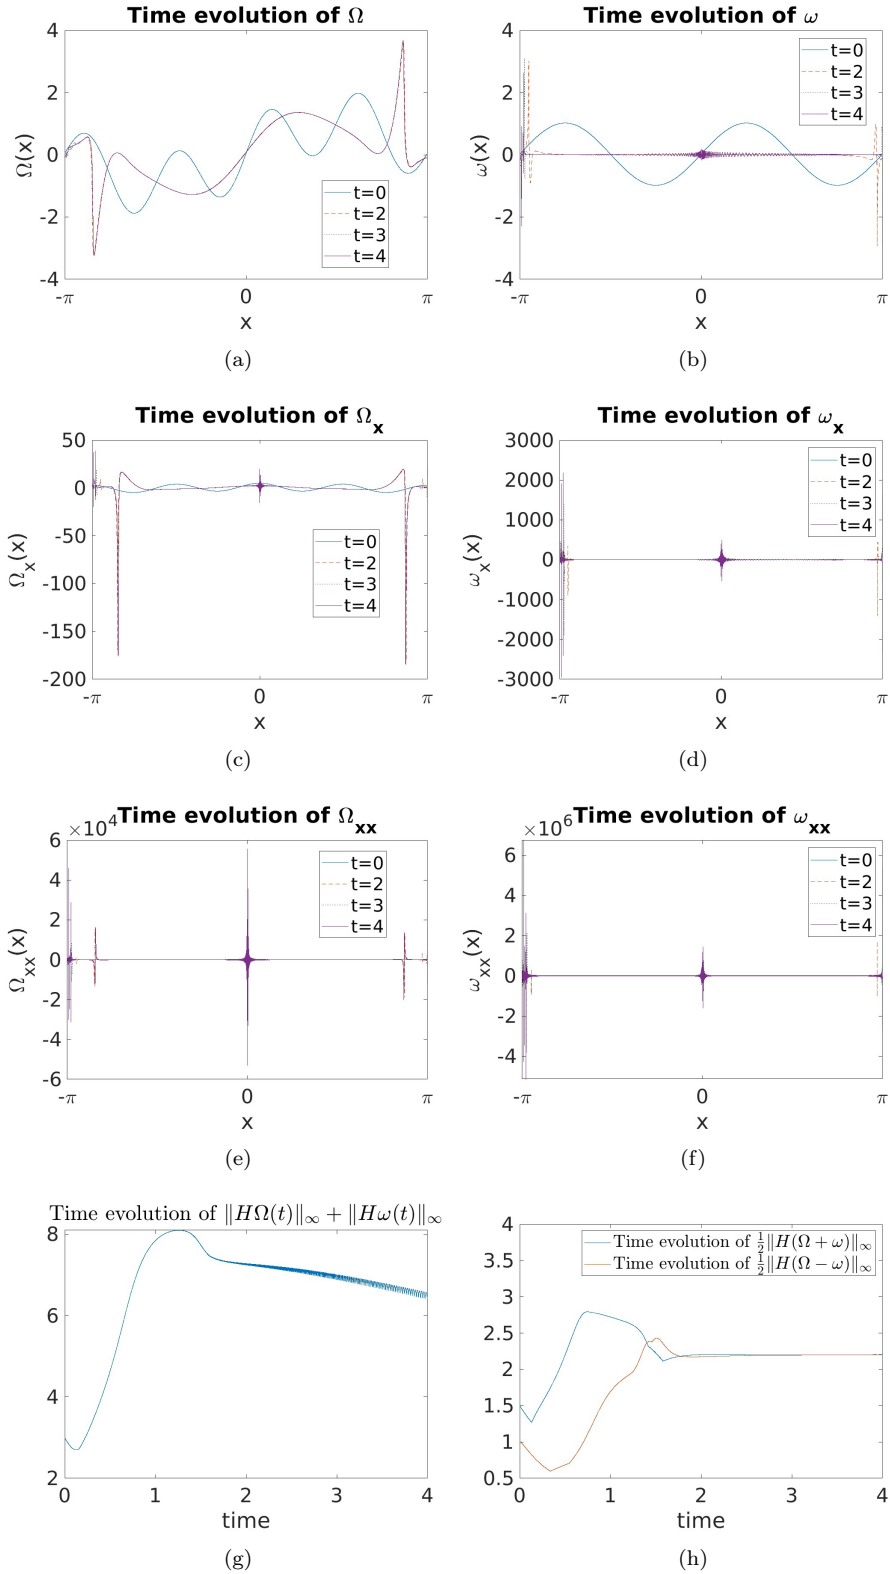 Time evolution of Ω
4
2
0
-2
-4
Ω(x)
t=0
t=2
t=3
t=4
-π
0
π
x
(a)
Time evolution of ω
4
2
0
-2
-4
ω(x)
t=0
t=2
t=3
t=4
-π
0
π
x
(b)
Time evolution of Ωₓ
50
0
-50
-100
-150
-200
Ωₓ(x)
t=0
t=2
t=3
t=4
-π
0
π
x
(c)
Time evolution of ωₓ
3000
2000
1000
0
-1000
-2000
-3000
ωₓ(x)
t=0
t=2
t=3
t=4
-π
0
π
x
(d)
×10⁴
Time evolution of Ωₓₓ
6
4
2
0
-2
-4
-6
Ωₓₓ(x)
t=0
t=2
t=3
t=4
-π
0
π
x
(e)
×10⁶
Time evolution of ωₓₓ
6
4
2
0
-2
-4
ωₓₓ(x)
t=0
t=2
t=3
t=4
-π
0
π
x
(f)
Time evolution of ‖HΩ(t)‖∞ + ‖Hω(t)‖∞
8
6
4
2
0
1
2
3
4
time
(g)
4
3.5
3
2.5
2
1.5
1
0.5
Time evolution of ½‖H(Ω + ω)‖∞
Time evolution of ½‖H(Ω − ω)‖∞
0
1
2
3
4
time
(h)